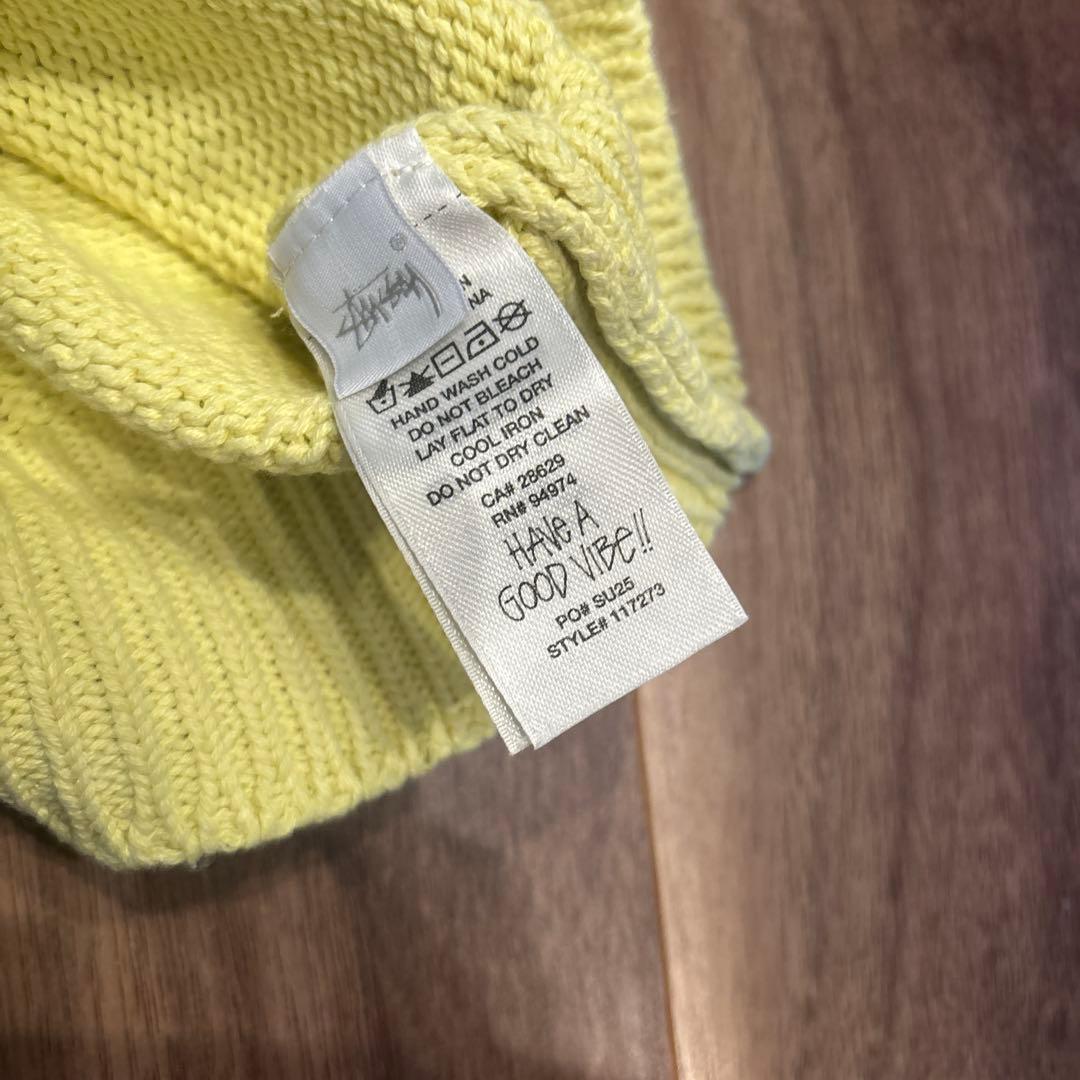 Stüssy
®
HAND WASH COLD
DO NOT BLEACH
LAY FLAT TO DRY
COOL IRON
DO NOT DRY CLEAN
CA# 28629
RN# 94974
HAVE A
GOOD VIBE!!
PO# SU25
STYLE# 117273